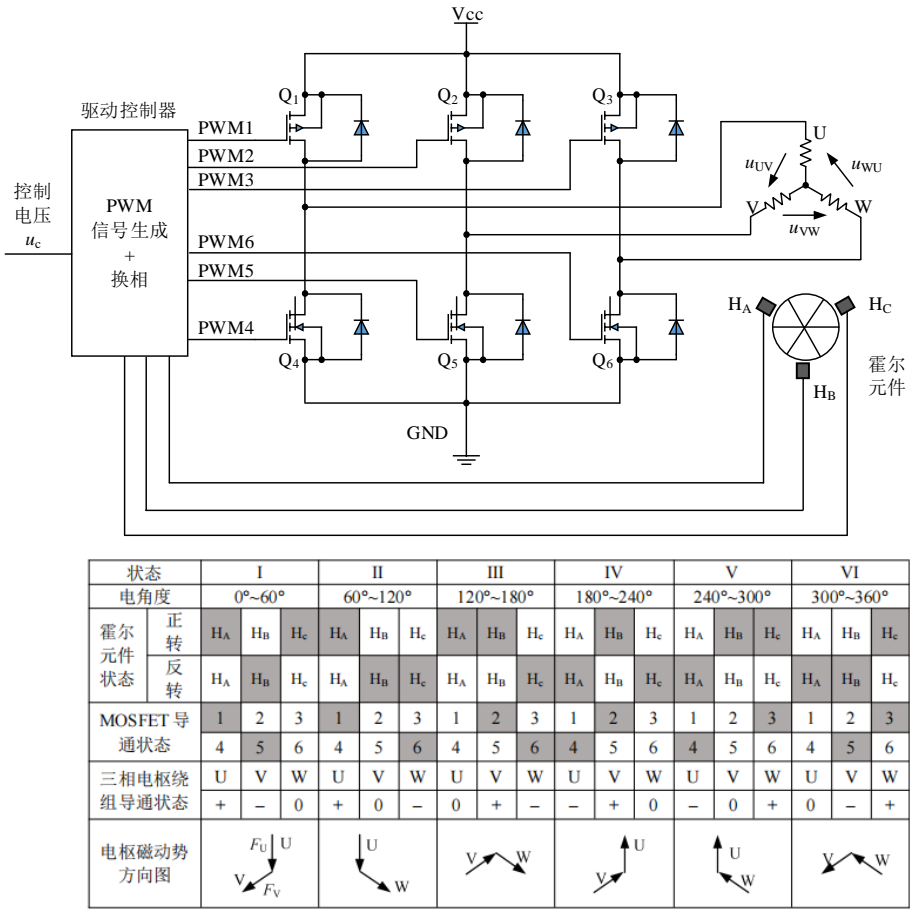 Vcc
驱动控制器
Q1
Q2
Q3
PWM1
PWM2
PWM3
U
uUV
uWU
V
W
uVW
控制
电压
uc
PWM
信号生成
+
换相
PWM6
PWM5
PWM4
Q4
Q5
Q6
HA
HC
HB
霍尔
元件
GND
状态 I II III IV V VI
电角度 0°~60° 60°~120° 120°~180° 180°~240° 240°~300° 300°~360°
霍尔元件状态 正转 HA HB Hc HA HB Hc HA HB Hc HA HB Hc HA HB Hc HA HB Hc
反转 HA HB Hc HA HB Hc HA HB Hc HA HB Hc HA HB Hc HA HB Hc
MOSFET 导 1 2 3 1 2 3 1 2 3 1 2 3 1 2 3 1 2 3
通状态 4 5 6 4 5 6 4 5 6 4 5 6 4 5 6 4 5 6
三相电枢绕 U V W U V W U V W U V W U V W U V W
组导通状态 + − 0 + 0 − 0 + − − + 0 − 0 + 0 − +
电枢磁动势
方向图
FU U
V FV
U
W
V W
U
V
U
W
V W